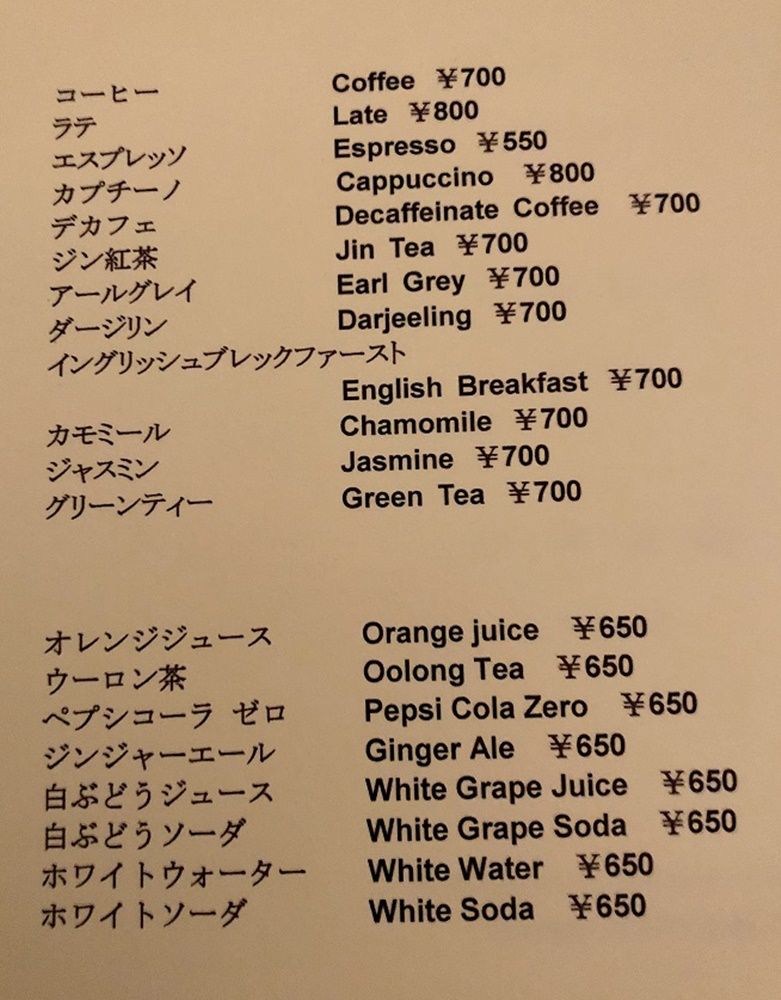 コーヒー Coffee ¥700
ラテ Late ¥800
エスプレッソ Espresso ¥550
カプチーノ Cappuccino ¥800
デカフェ Decaffeinate Coffee ¥700
ジン紅茶 Jin Tea ¥700
アールグレイ Earl Grey ¥700
ダージリン Darjeeling ¥700
イングリッシュブレックファースト
English Breakfast ¥700
カモミール Chamomile ¥700
ジャスミン Jasmine ¥700
グリーンティー Green Tea ¥700
オレンジジュース Orange juice ¥650
ウーロン茶 Oolong Tea ¥650
ペプシコーラ ゼロ Pepsi Cola Zero ¥650
ジンジャーエール Ginger Ale ¥650
白ぶどうジュース White Grape Juice ¥650
白ぶどうソーダ White Grape Soda ¥650
ホワイトウォーター White Water ¥650
ホワイトソーダ White Soda ¥650